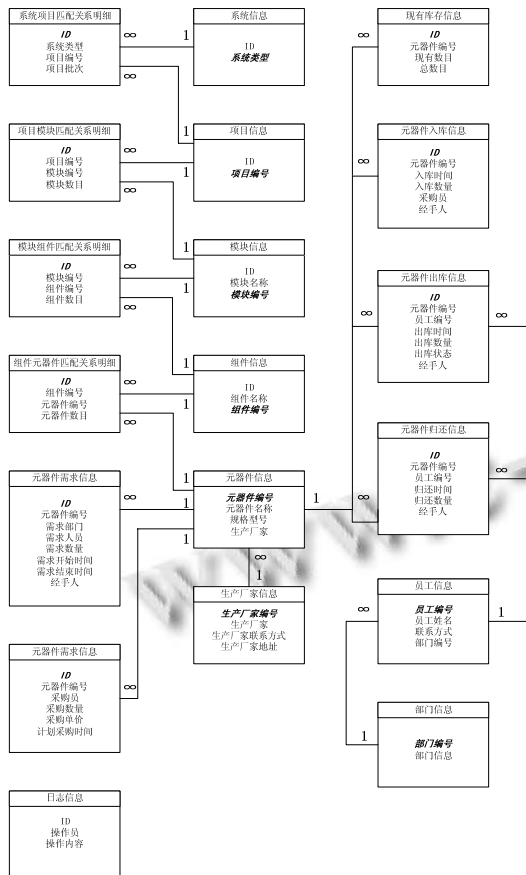 系统项目匹配关系明细
ID
系统类型
项目编号
项目批次
∞
∞
1
1
系统信息
ID
系统类型
项目模块匹配关系明细
ID
项目编号
模块编号
模块数目
∞
∞
1
1
项目信息
ID
项目编号
模块组件匹配关系明细
ID
模块编号
组件编号
组件数目
∞
∞
1
1
模块信息
ID
模块名称
模块编号
组件元器件匹配关系明细
ID
组件编号
元器件编号
元器件数目
∞
∞
1
1
组件信息
ID
组件名称
组件编号
元器件需求信息
ID
元器件编号
需求部门
需求人员
需求数量
需求开始时间
需求结束时间
经手人
∞
1
1
1
元器件信息
元器件编号
元器件名称
规格型号
生产厂家
1
∞
1
生产厂家信息
生产厂家编号
生产厂家
生产厂家联系方式
生产厂家地址
元器件需求信息
ID
元器件编号
采购员
采购数量
采购单价
计划采购时间
∞
日志信息
ID
操作员
操作内容
现有库存信息
ID
元器件编号
现有数目
总数目
∞
元器件入库信息
ID
元器件编号
入库时间
入库数量
采购员
经手人
∞
元器件出库信息
ID
元器件编号
员工编号
出库时间
出库数量
出库状态
经手人
∞
∞
元器件归还信息
ID
元器件编号
员工编号
归还时间
归还数量
经手人
∞
∞
员工信息
员工编号
员工姓名
联系方式
部门编号
∞
1
部门信息
部门编号
部门信息
1
www